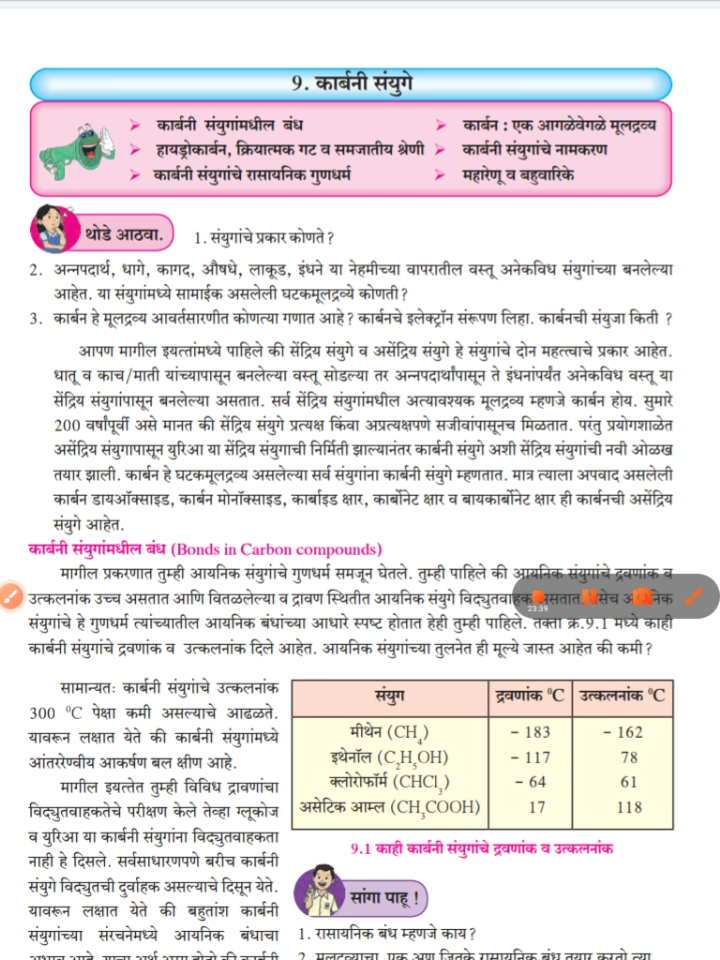 9. कार्बनी संयुगे
➢ कार्बनी संयुगांमधील बंध
➢ कार्बन : एक आगळेवेगळे मूलद्रव्य
➢ हायड्रोकार्बन, क्रियात्मक गट व समजातीय श्रेणी
➢ कार्बनी संयुगांचे नामकरण
➢ कार्बनी संयुगांचे रासायनिक गुणधर्म
➢ महारेणू व बहुवारिके
थोडे आठवा.
1. संयुगांचे प्रकार कोणते ?
2. अन्नपदार्थ, धागे, कागद, औषधे, लाकूड, इंधने या नेहमीच्या वापरातील वस्तू अनेकविध संयुगांच्या बनलेल्या
आहेत. या संयुगांमध्ये सामाईक असलेली घटकमूलद्रव्ये कोणती ?
3. कार्बन हे मूलद्रव्य आवर्तसारणीत कोणत्या गणात आहे ? कार्बनचे इलेक्ट्रॉन संरूपण लिहा. कार्बनची संयुजा किती ?
आपण मागील इयत्तांमध्ये पाहिले की सेंद्रिय संयुगे व असेंद्रिय संयुगे हे संयुगांचे दोन महत्त्वाचे प्रकार आहेत.
धातू व काच/माती यांच्यापासून बनलेल्या वस्तू सोडल्या तर अन्नपदार्थांपासून ते इंधनांपर्यंत अनेकविध वस्तू या
सेंद्रिय संयुगांपासून बनलेल्या असतात. सर्व सेंद्रिय संयुगांमधील अत्यावश्यक मूलद्रव्य म्हणजे कार्बन होय. सुमारे
200 वर्षांपूर्वी असे मानत की सेंद्रिय संयुगे प्रत्यक्ष किंवा अप्रत्यक्षपणे सजीवांपासूनच मिळतात. परंतु प्रयोगशाळेत
असेंद्रिय संयुगापासून युरिआ या सेंद्रिय संयुगाची निर्मिती झाल्यानंतर कार्बनी संयुगे अशी सेंद्रिय संयुगांची नवी ओळख
तयार झाली. कार्बन हे घटकमूलद्रव्य असलेल्या सर्व संयुगांना कार्बनी संयुगे म्हणतात. मात्र त्याला अपवाद असलेली
कार्बन डायऑक्साइड, कार्बन मोनॉक्साइड, कार्बाइड क्षार, कार्बोनेट क्षार व बायकार्बोनेट क्षार ही कार्बनची असेंद्रिय
संयुगे आहेत.
कार्बनी संयुगांमधील बंध (Bonds in Carbon compounds)
मागील प्रकरणात तुम्ही आयनिक संयुगांचे गुणधर्म समजून घेतले. तुम्ही पाहिले की आयनिक संयुगांचे द्रवणांक व
उत्कलनांक उच्च असतात आणि वितळलेल्या व द्रावण स्थितीत आयनिक संयुगे विद्युतवाहक असतात.
23:39
संयुगांचे हे गुणधर्म त्यांच्यातील आयनिक बंधांच्या आधारे स्पष्ट होतात हेही तुम्ही पाहिले. तक्ता क्र.9.1 मध्ये काही
कार्बनी संयुगांचे द्रवणांक व उत्कलनांक दिले आहेत. आयनिक संयुगांच्या तुलनेत ही मूल्ये जास्त आहेत की कमी ?
सामान्यतः कार्बनी संयुगांचे उत्कलनांक
300 ⁰C पेक्षा कमी असल्याचे आढळते.
यावरून लक्षात येते की कार्बनी संयुगांमध्ये
आंतररेण्वीय आकर्षण बल क्षीण आहे.
मागील इयत्तेत तुम्ही विविध द्रावणांचा
विद्युतवाहकतेचे परीक्षण केले तेव्हा ग्लूकोज
व युरिआ या कार्बनी संयुगांना विद्युतवाहकता
नाही हे दिसले. सर्वसाधारणपणे बरीच कार्बनी
संयुगे विद्युतची दुर्वाहक असल्याचे दिसून येते.
यावरून लक्षात येते की बहुतांश कार्बनी
संयुगांच्या संरचनेमध्ये आयनिक बंधाचा
संयुग द्रवणांक ⁰C उत्कलनांक ⁰C
मीथेन (CH₄) - 183 - 162
इथेनॉल (C₂H₅OH) - 117 78
क्लोरोफॉर्म (CHCl₃) - 64 61
असेटिक आम्ल (CH₃COOH) 17 118
9.1 काही कार्बनी संयुगांचे द्रवणांक व उत्कलनांक
सांगा पाहू !
1. रासायनिक बंध म्हणजे काय ?